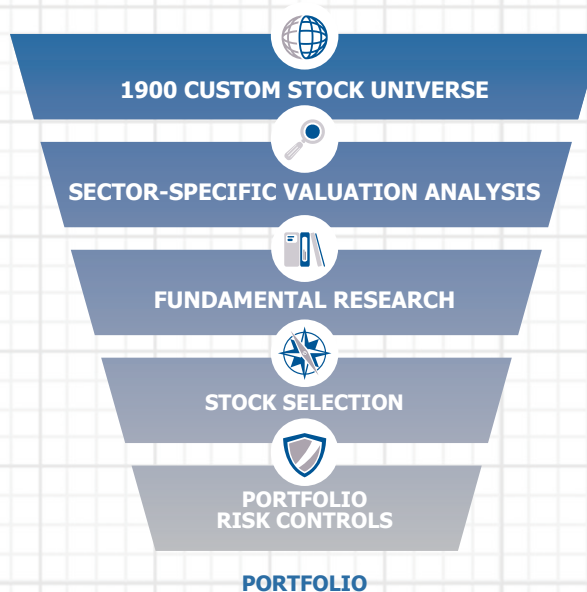 1900 CUSTOM STOCK UNIVERSE
SECTOR-SPECIFIC VALUATION ANALYSIS
FUNDAMENTAL RESEARCH
STOCK SELECTION
PORTFOLIO
RISK CONTROLS
PORTFOLIO